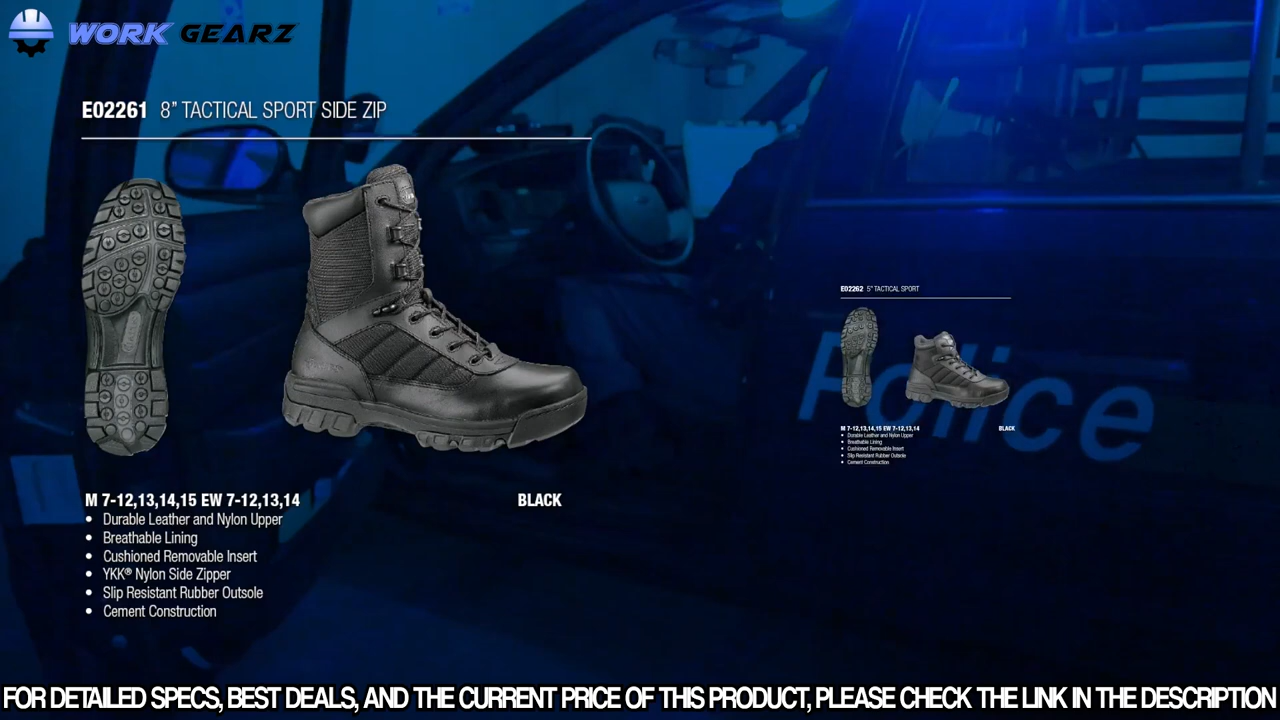 WORK GEARZ
E02261 8” TACTICAL SPORT SIDE ZIP
M 7-12,13,14,15 EW 7-12,13,14
BLACK
• Durable Leather and Nylon Upper
• Breathable Lining
• Cushioned Removable Insert
• YKK® Nylon Side Zipper
• Slip Resistant Rubber Outsole
• Cement Construction
E02262 5" TACTICAL SPORT
M 7-12,13,14,15 EW 7-12,13,14
BLACK
• Durable Leather and Nylon Upper
• Breathable Lining
• Cushioned Removable Insert
• Slip Resistant Rubber Outsole
• Cement Construction
Police
FOR DETAILED SPECS, BEST DEALS, AND THE CURRENT PRICE OF THIS PRODUCT, PLEASE CHECK THE LINK IN THE DESCRIPTION